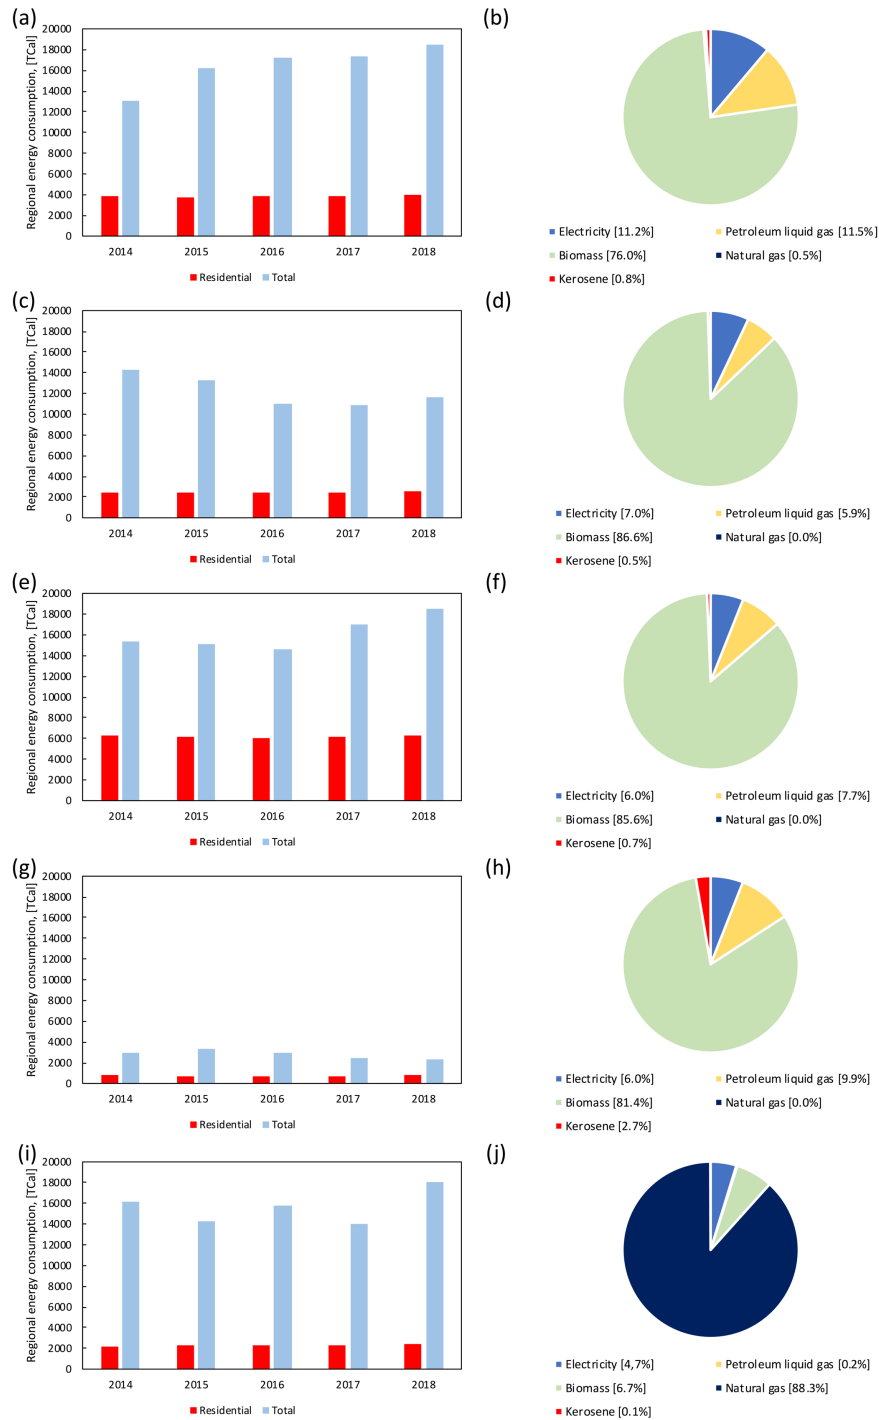 (a)
(b)
Regional energy consumption, [TCal]
20000
18000
16000
14000
12000
10000
8000
6000
4000
2000
0
2014 2015 2016 2017 2018
Residential Total
Electricity [11.2%] Petroleum liquid gas [11.5%]
Biomass [76.0%] Natural gas [0.5%]
Kerosene [0.8%]
(c)
(d)
Regional energy consumption, [TCal]
20000
18000
16000
14000
12000
10000
8000
6000
4000
2000
0
2014 2015 2016 2017 2018
Residential Total
Electricity [7.0%] Petroleum liquid gas [5.9%]
Biomass [86.6%] Natural gas [0.0%]
Kerosene [0.5%]
(e)
(f)
Regional energy consumption, [TCal]
20000
18000
16000
14000
12000
10000
8000
6000
4000
2000
0
2014 2015 2016 2017 2018
Residential Total
Electricity [6.0%] Petroleum liquid gas [7.7%]
Biomass [85.6%] Natural gas [0.0%]
Kerosene [0.7%]
(g)
(h)
Regional energy consumption, [TCal]
20000
18000
16000
14000
12000
10000
8000
6000
4000
2000
0
2014 2015 2016 2017 2018
Residential Total
Electricity [6.0%] Petroleum liquid gas [9.9%]
Biomass [81.4%] Natural gas [0.0%]
Kerosene [2.7%]
(i)
(j)
Regional energy consumption, [TCal]
20000
18000
16000
14000
12000
10000
8000
6000
4000
2000
0
2014 2015 2016 2017 2018
Residential Total
Electricity [4,7%] Petroleum liquid gas [0.2%]
Biomass [6.7%] Natural gas [88.3%]
Kerosene [0.1%]